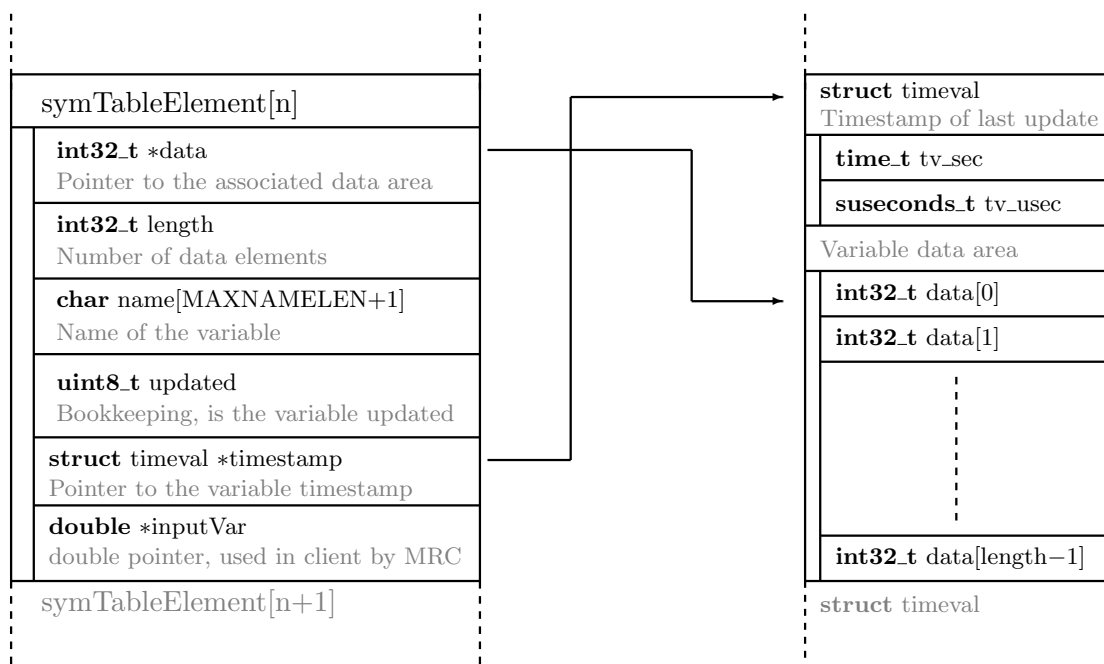 symTableElement[n]
int32_t *data
Pointer to the associated data area
int32_t length
Number of data elements
char name[MAXNAMELEN+1]
Name of the variable
uint8_t updated
Bookkeeping, is the variable updated
struct timeval *timestamp
Pointer to the variable timestamp
double *inputVar
double pointer, used in client by MRC
symTableElement[n+1]
struct timeval
Timestamp of last update
time_t tv_sec
suseconds_t tv_usec
Variable data area
int32_t data[0]
int32_t data[1]
int32_t data[length−1]
struct timeval